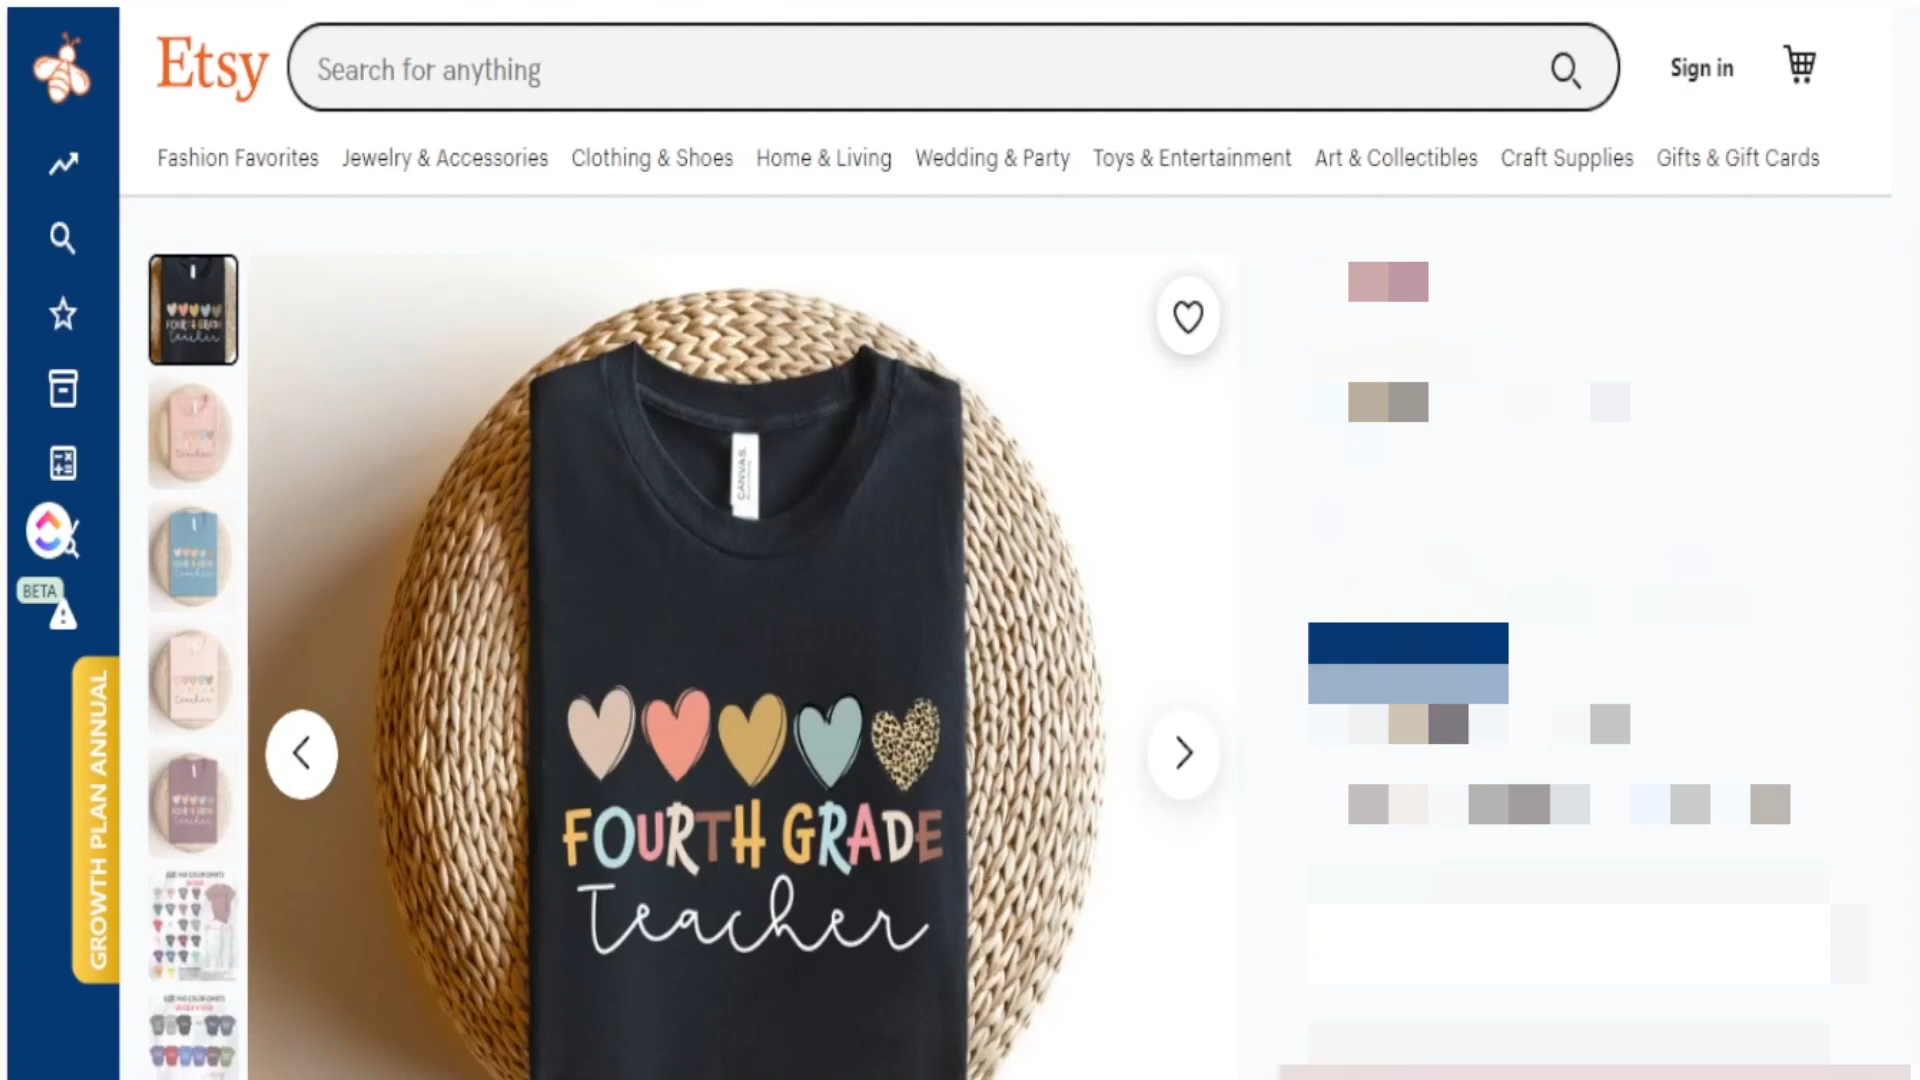 Etsy
Search for anything
Sign in
Fashion Favorites
Jewelry & Accessories
Clothing & Shoes
Home & Living
Wedding & Party
Toys & Entertainment
Art & Collectibles
Craft Supplies
Gifts & Gift Cards
BETA
GROWTH PLAN ANNUAL
CANVAS
FOURTH GRADE
Teacher